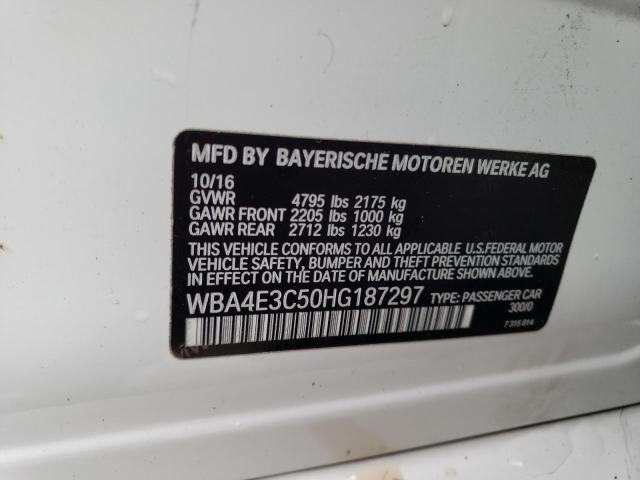 MFD BY BAYERISCHE MOTOREN WERKE AG
10/16
GVWR 4795 lbs 2175 kg
GAWR FRONT 2205 lbs 1000 kg
GAWR REAR 2712 lbs 1230 kg
THIS VEHICLE CONFORMS TO ALL APPLICABLE U.S.FEDERAL MOTOR
VEHICLE SAFETY, BUMPER AND THEFT PREVENTION STANDARDS
IN EFFECT ON THE DATE OF MANUFACTURE SHOWN ABOVE.
WBA4E3C50HG187297 TYPE: PASSENGER CAR
300/0
7315814